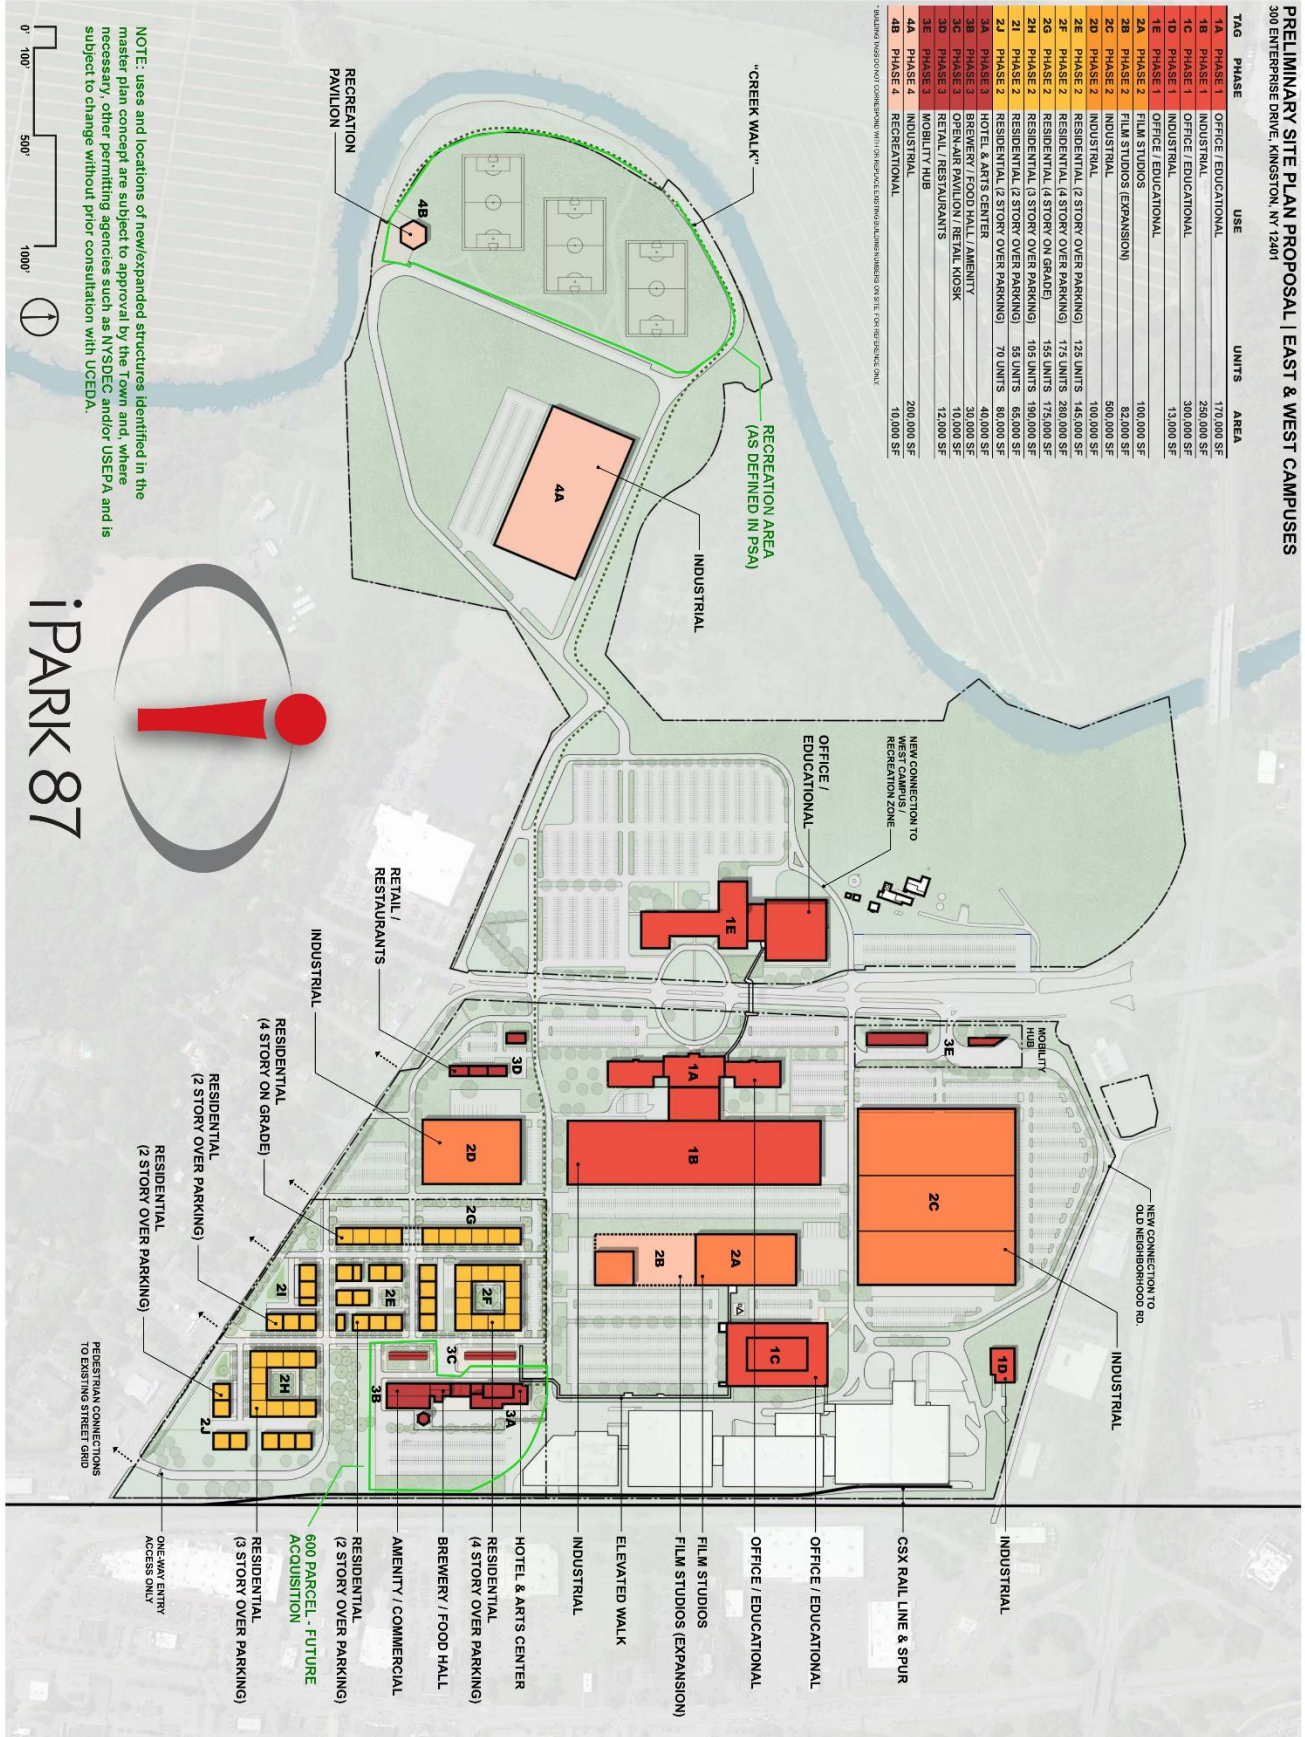 PRELIMINARY SITE PLAN PROPOSAL | EAST & WEST CAMPUSES
300 ENTERPRISE DRIVE, KINGSTON, NY 12401
TAG PHASE USE UNITS AREA
1A PHASE 1 OFFICE / EDUCATIONAL 170,000 SF
1B PHASE 1 INDUSTRIAL 250,000 SF
1C PHASE 1 OFFICE / EDUCATIONAL 300,000 SF
1D PHASE 1 INDUSTRIAL 13,000 SF
1E PHASE 1 OFFICE / EDUCATIONAL
2A PHASE 2 FILM STUDIOS 100,000 SF
2B PHASE 2 FILM STUDIOS (EXPANSION) 82,000 SF
2C PHASE 2 INDUSTRIAL 500,000 SF
2D PHASE 2 INDUSTRIAL 100,000 SF
2E PHASE 2 RESIDENTIAL (2 STORY OVER PARKING) 125 UNITS 145,000 SF
2F PHASE 2 RESIDENTIAL (4 STORY OVER PARKING) 175 UNITS 280,000 SF
2G PHASE 2 RESIDENTIAL (4 STORY ON GRADE) 155 UNITS 175,000 SF
2H PHASE 2 RESIDENTIAL (3 STORY OVER PARKING) 105 UNITS 190,000 SF
2I PHASE 2 RESIDENTIAL (2 STORY OVER PARKING) 55 UNITS 65,000 SF
2J PHASE 2 RESIDENTIAL (2 STORY OVER PARKING) 70 UNITS 80,000 SF
3A PHASE 3 HOTEL & ARTS CENTER 40,000 SF
3B PHASE 3 BREWERY / FOOD HALL / AMENITY 30,000 SF
3C PHASE 3 OPEN-AIR PAVILION / RETAIL KIOSK 10,000 SF
3D PHASE 3 RETAIL / RESTAURANTS 12,000 SF
3E PHASE 3 MOBILITY HUB
4A PHASE 4 INDUSTRIAL 200,000 SF
4B PHASE 4 RECREATIONAL 10,000 SF
* BUILDING TAGS DO NOT CORRESPOND WITH OR REPLACE EXISTING BUILDING NUMBERS ON SITE. FOR REFERENCE ONLY.
"CREEK WALK"
RECREATION
PAVILION
4B
RECREATION AREA
(AS DEFINED IN PSA)
INDUSTRIAL
4A
NEW CONNECTION TO
WEST CAMPUS /
RECREATION ZONE
OFFICE /
EDUCATIONAL
1E
MOBILITY
HUB
3E
NEW CONNECTION TO
OLD NEIGHBORHOOD RD.
INDUSTRIAL
2C
1D
1A
1B
2A
2B
1C
RETAIL /
RESTAURANTS
3D
INDUSTRIAL
2D
RESIDENTIAL
(4 STORY ON GRADE)
2G
RESIDENTIAL
(2 STORY OVER PARKING)
2I
2E
2F
RESIDENTIAL
(2 STORY OVER PARKING)
2H
2J
3C
3B
3A
PEDESTRIAN CONNECTIONS
TO EXISTING STREET GRID
INDUSTRIAL
CSX RAIL LINE & SPUR
OFFICE / EDUCATIONAL
OFFICE / EDUCATIONAL
FILM STUDIOS
FILM STUDIOS (EXPANSION)
ELEVATED WALK
INDUSTRIAL
HOTEL & ARTS CENTER
RESIDENTIAL
(4 STORY OVER PARKING)
BREWERY / FOOD HALL
AMENITY / COMMERCIAL
RESIDENTIAL
(2 STORY OVER PARKING)
600 PARCEL - FUTURE
ACQUISITION
RESIDENTIAL
(3 STORY OVER PARKING)
ONE-WAY ENTRY
ACCESS ONLY
NOTE: uses and locations of new/expanded structures identified in the
master plan concept are subject to approval by the Town and, where
necessary, other permitting agencies such as NYSDEC and/or USEPA and is
subject to change without prior consultation with UCEDA.
0' 100' 500' 1000'
iPARK 87